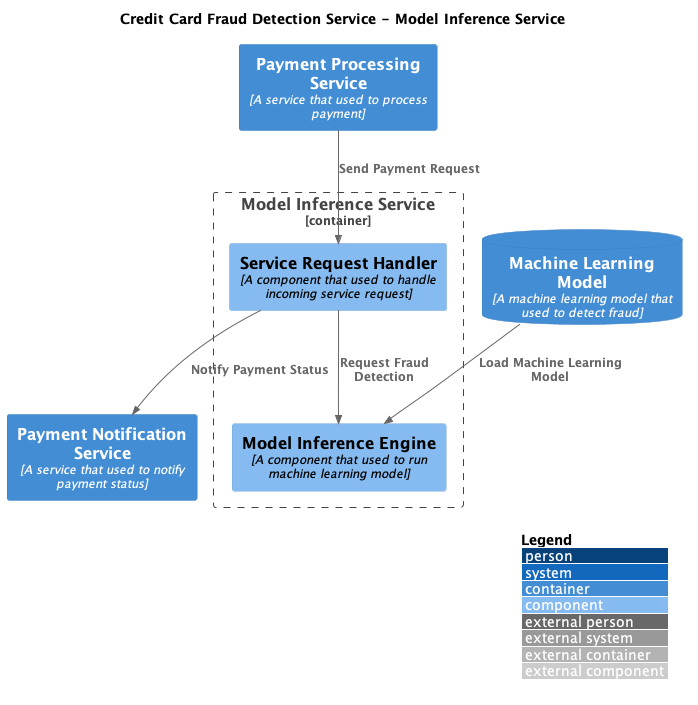 Credit Card Fraud Detection Service - Model Inference Service
Payment Processing
Service
[A service that used to process
payment]
Send Payment Request
Model Inference Service
[container]
Service Request Handler
[A component that used to handle
incoming service request]
Machine Learning
Model
[A machine learning model that
used to detect fraud]
Notify Payment Status
Request Fraud
Detection
Load Machine Learning
Model
Payment Notification
Service
[A service that used to notify
payment status]
Model Inference Engine
[A component that used to run
machine learning model]
Legend
person
system
container
component
external person
external system
external container
external component